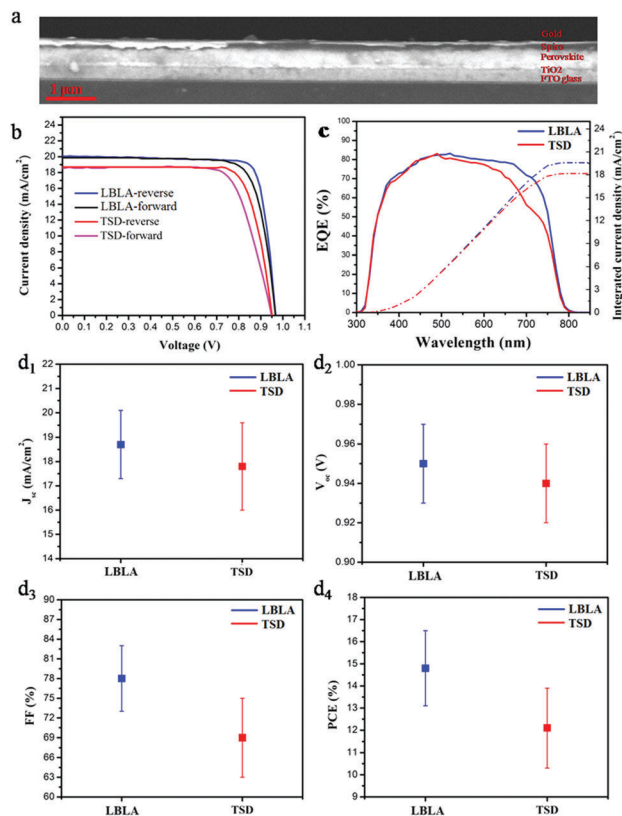 a
Gold
Spiro
Perovskite
TiO2
FTO glass
1 μm
b
Current density (mA/cm²)
24
22
20
18
16
14
12
10
8
6
4
2
0
LBLA-reverse
LBLA-forward
TSD-reverse
TSD-forward
0.0 0.1 0.2 0.3 0.4 0.5 0.6 0.7 0.8 0.9 1.0 1.1
Voltage (V)
c
EQE (%)
100
90
80
70
60
50
40
30
20
10
0
LBLA
TSD
24
21
18
15
12
9
6
3
0
Integrated current density (mA/cm²)
300 400 500 600 700 800
Wavelength (nm)
d₁
J_sc (mA/cm²)
22
21
20
19
18
17
16
15
14
LBLA
TSD
LBLA TSD
d₂
V_oc (V)
1.00
0.98
0.96
0.94
0.92
0.90
LBLA
TSD
LBLA TSD
d₃
FF (%)
90
87
84
81
78
75
72
69
66
63
60
LBLA
TSD
LBLA TSD
d₄
PCE (%)
18
17
16
15
14
13
12
11
10
9
LBLA
TSD
LBLA TSD